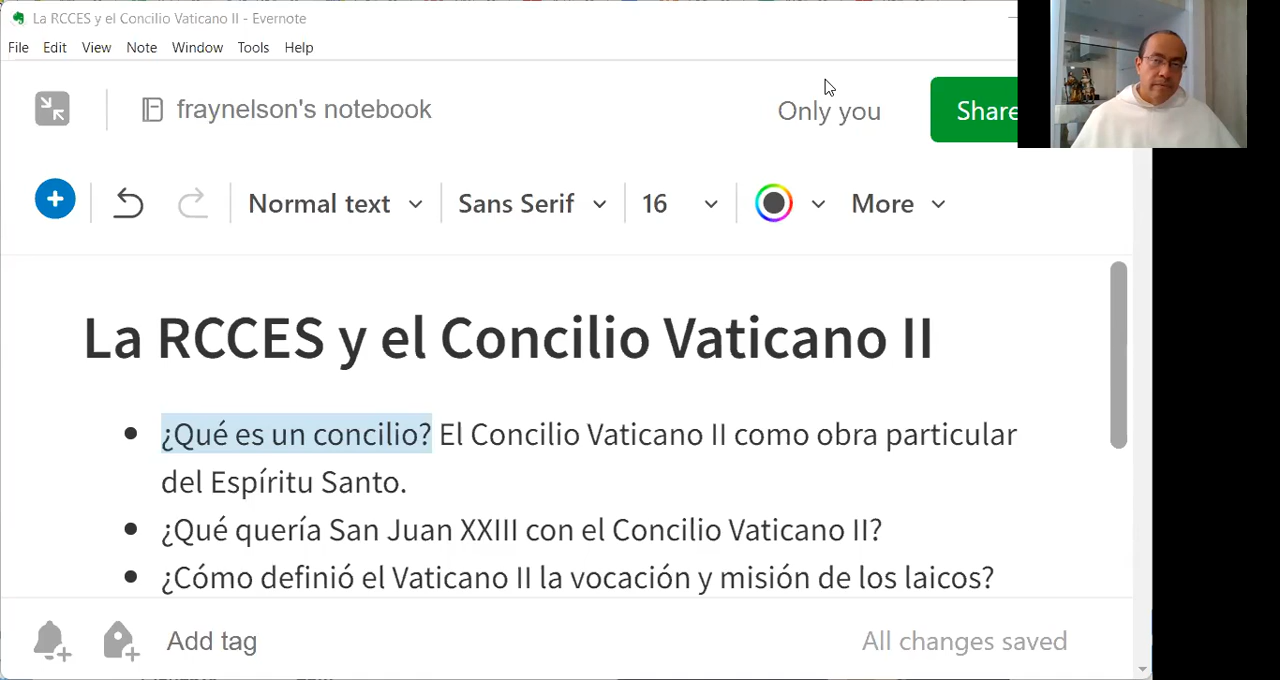 La RCCES y el Concilio Vaticano II - Evernote
File Edit View Note Window Tools Help
fraynelson's notebook
Only you
Share
Normal text
Sans Serif
16
More
La RCCES y el Concilio Vaticano II
¿Qué es un concilio? El Concilio Vaticano II como obra particular
del Espíritu Santo.
¿Qué quería San Juan XXIII con el Concilio Vaticano II?
¿Cómo definió el Vaticano II la vocación y misión de los laicos?
Add tag
All changes saved